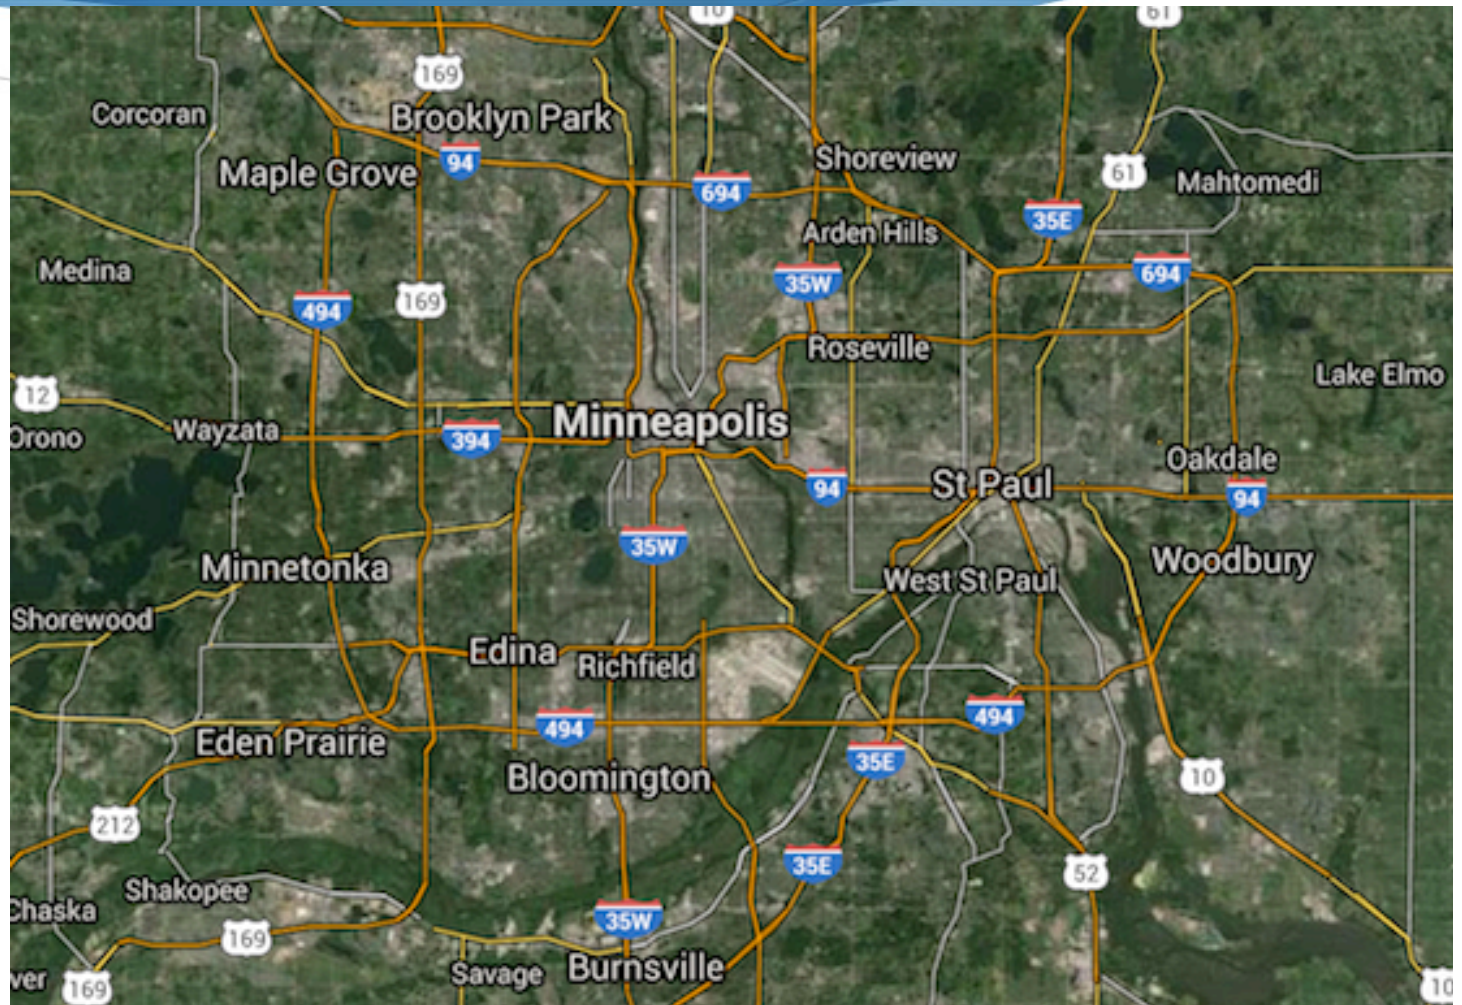 10
61
169
Corcoran
Brooklyn Park
94
Shoreview
Maple Grove
61
694
Mahtomedi
35E
Arden Hills
Medina
694
35W
494
169
Roseville
Lake Elmo
12
Minneapolis
Wayzata
Orono
394
Oakdale
94
St Paul
94
35W
Woodbury
Minnetonka
West St Paul
Shorewood
Edina
Richfield
494
494
Eden Prairie
35E
Bloomington
10
212
35E
52
Shakopee
Chaska
35W
169
Burnsville
Savage
ver
169
10